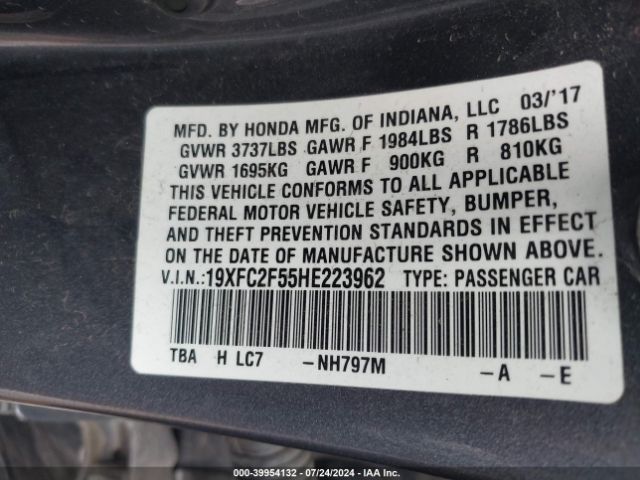 MFD. BY HONDA MFG. OF INDIANA, LLC 03/'17
GVWR 3737LBS GAWR F 1984LBS R 1786LBS
GVWR 1695KG GAWR F 900KG R 810KG
THIS VEHICLE CONFORMS TO ALL APPLICABLE
FEDERAL MOTOR VEHICLE SAFETY, BUMPER,
AND THEFT PREVENTION STANDARDS IN EFFECT
ON THE DATE OF MANUFACTURE SHOWN ABOVE.
V.I.N.:19XFC2F55HE223962 TYPE: PASSENGER CAR
TBA H LC7 -NH797M -A -E
000-39954132 - 07/24/2024 - IAA Inc.